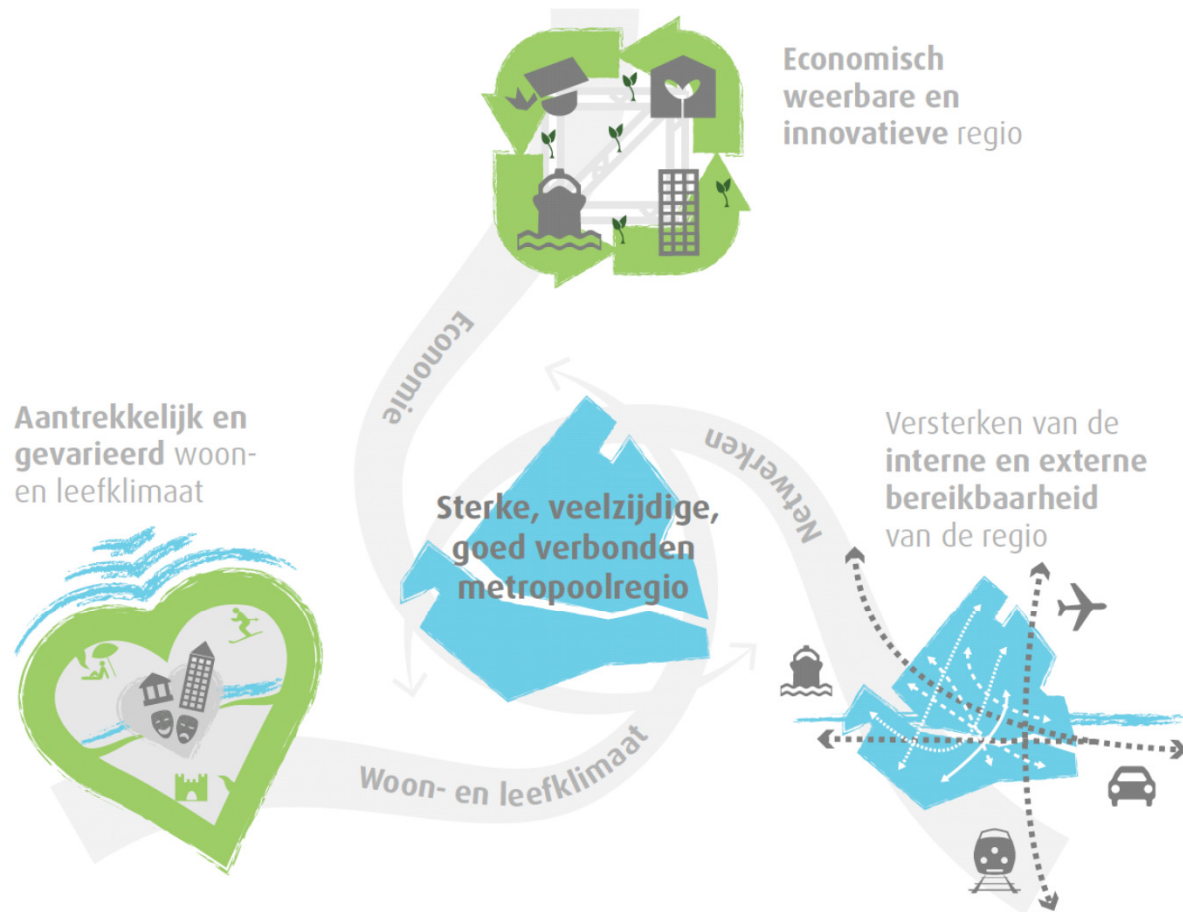 Economisch
weerbare en
innovatieve regio
Economie
Aantrekkelijk en
gevarieerd woon-
en leefklimaat
Netwerken
Versterken van de
interne en externe
bereikbaarheid
van de regio
Sterke, veelzijdige,
goed verbonden
metropoolregio
Woon- en leefklimaat